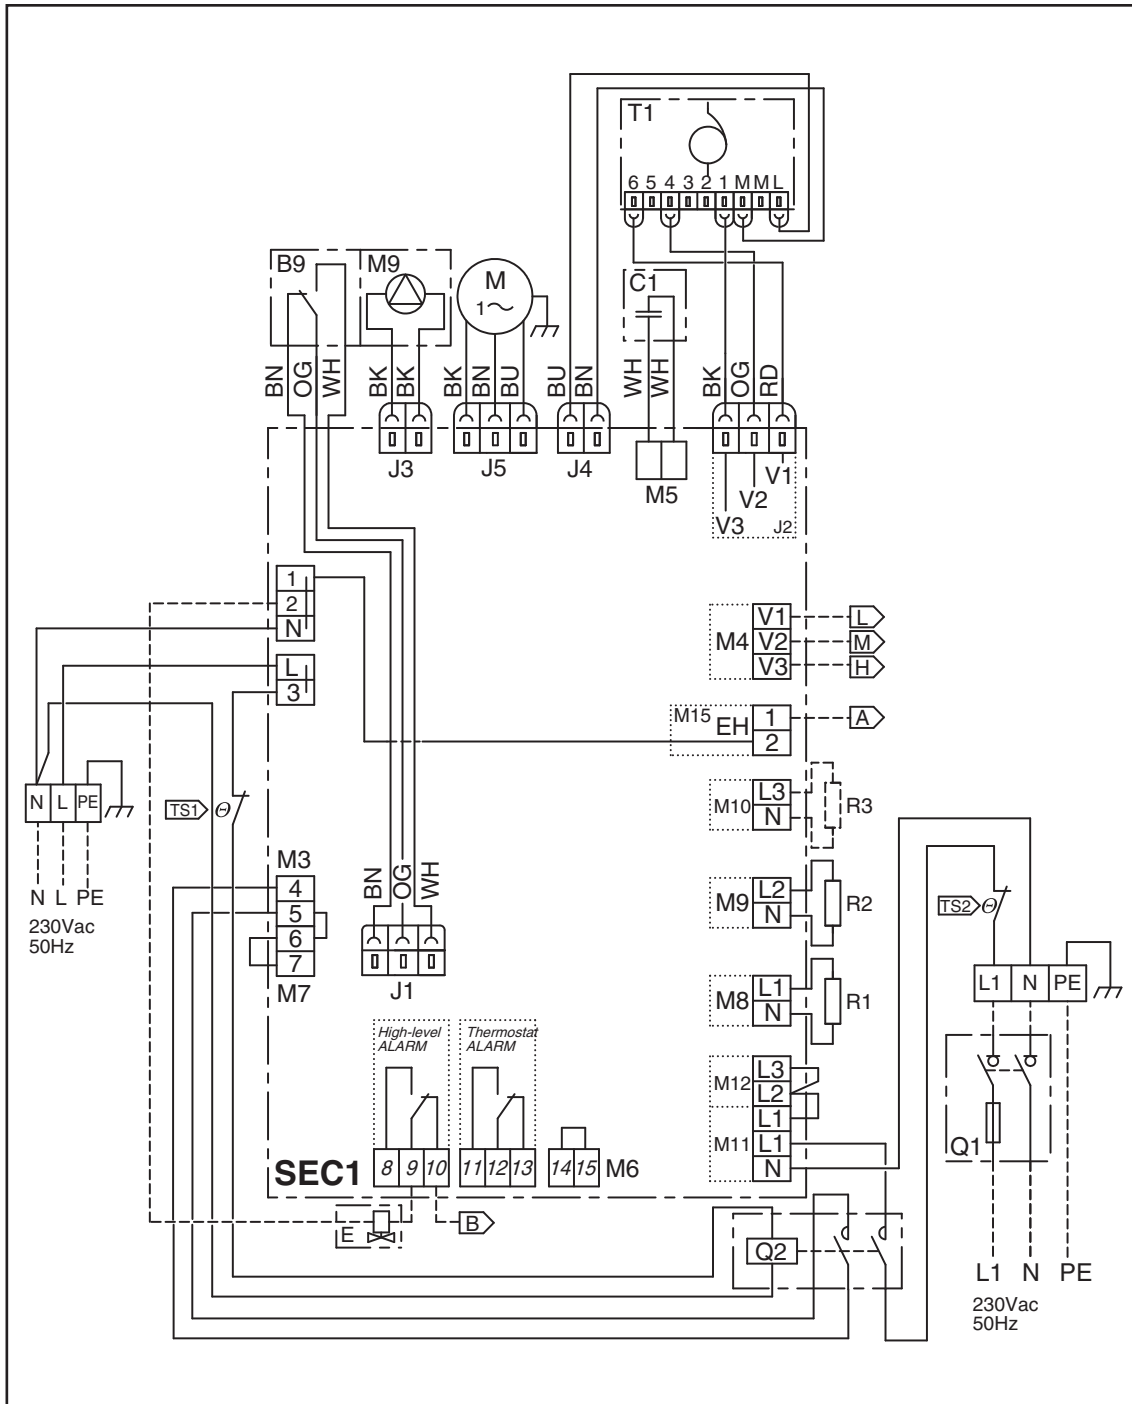 T1
6 5 4 3 2 1 M M L
B9
M9
M
1~
C1
BN
OG
WH
BK
BK
BK
BN
BU
BU
BN
WH
WH
BK
OG
RD
J3
J5
J4
M5
V1
V2
V3
J2
1
2
N
L
3
M4
V1
V2
V3
L
M
H
M15
EH
1
2
A
N L PE
TS1
Θ
M10
L3
N
R3
N L PE
230Vac
50Hz
M3
4
5
6
7
M7
BN
OG
WH
J1
M9
L2
N
R2
TS2
Θ
M8
L1
N
R1
L1 N PE
High-level
ALARM
Thermostat
ALARM
M12
L3
L2
L1
M11
L1
N
Q1
SEC1
8 9 10
11 12 13
14 15
M6
E
B
Q2
L1 N PE
230Vac
50Hz